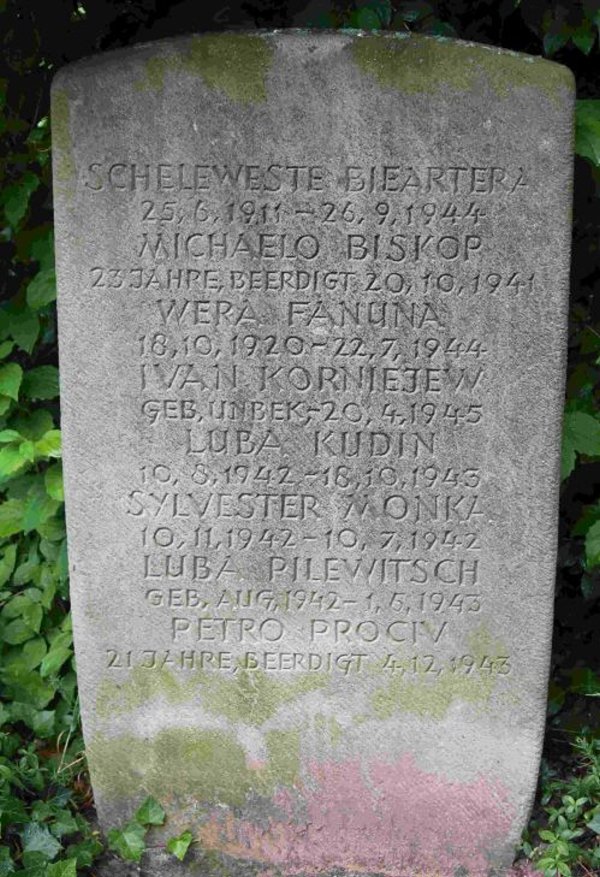 SCHELEWESTE BIEARTERA
25,6,1911 – 26,9,1944
MICHAELO BISKOP
23 JAHRE, BEERDIGT 20,10,1941
WERA FANUNA
18,10,1920 – 22,7,1944
IVAN KORNIEJEW
GEB, UNBEK, – 20,4,1945
LUBA KUDIN
10,8,1942 – 18,10,1943
SYLVESTER MONKA
10,11,1942 – 10,7,1942
LUBA PILEWITSCH
GEB, AUG, 1942 – 1,6,1943
PETRO PROCIV
21 JAHRE, BEERDIGT 4,12,1943